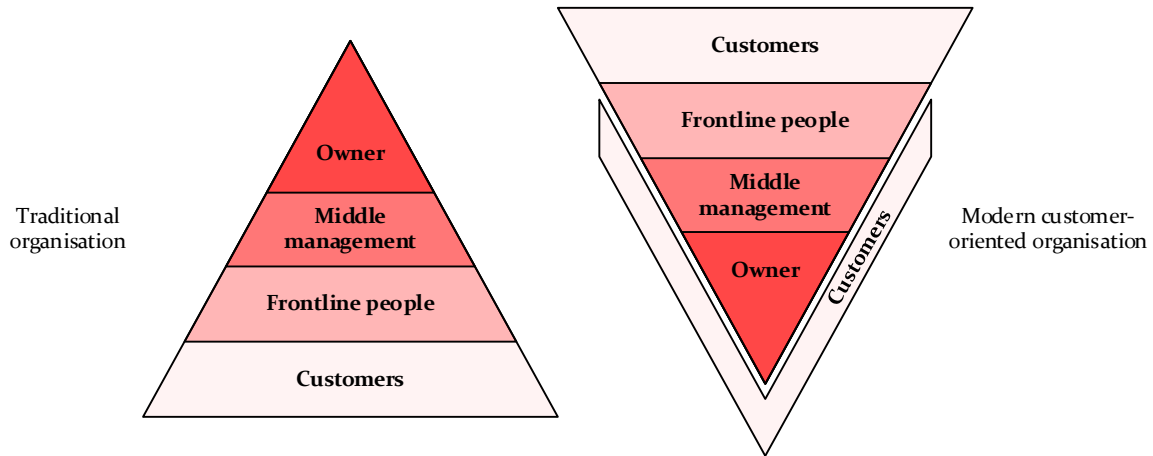 Traditional
organisation
Owner
Middle
management
Frontline people
Customers
Customers
Frontline people
Middle
management
Owner
Customers
Modern customer-
oriented organisation